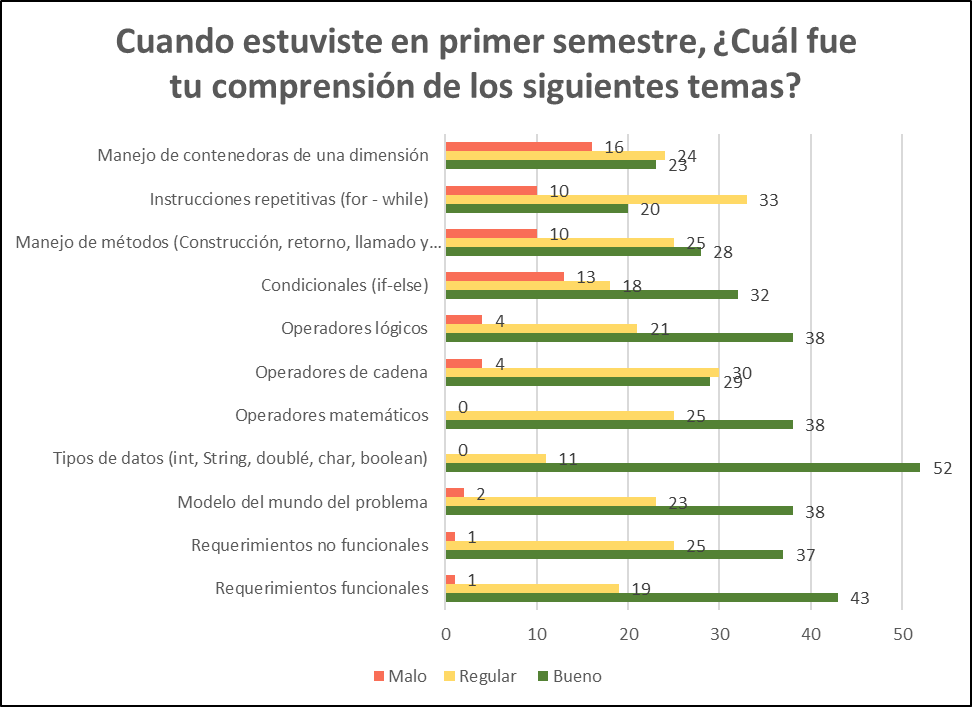 Cuando estuviste en primer semestre, ¿Cuál fue
tu comprensión de los siguientes temas?
Manejo de contenedoras de una dimensión
16
24
23
Instrucciones repetitivas (for - while)
10
33
20
Manejo de métodos (Construcción, retorno, llamado y...
10
25
28
Condicionales (if-else)
13
18
32
Operadores lógicos
4
21
38
Operadores de cadena
4
30
29
Operadores matemáticos
0
25
38
Tipos de datos (int, String, doublé, char, boolean)
0
11
52
Modelo del mundo del problema
2
23
38
Requerimientos no funcionales
1
25
37
Requerimientos funcionales
1
19
43
0 10 20 30 40 50
Malo Regular Bueno